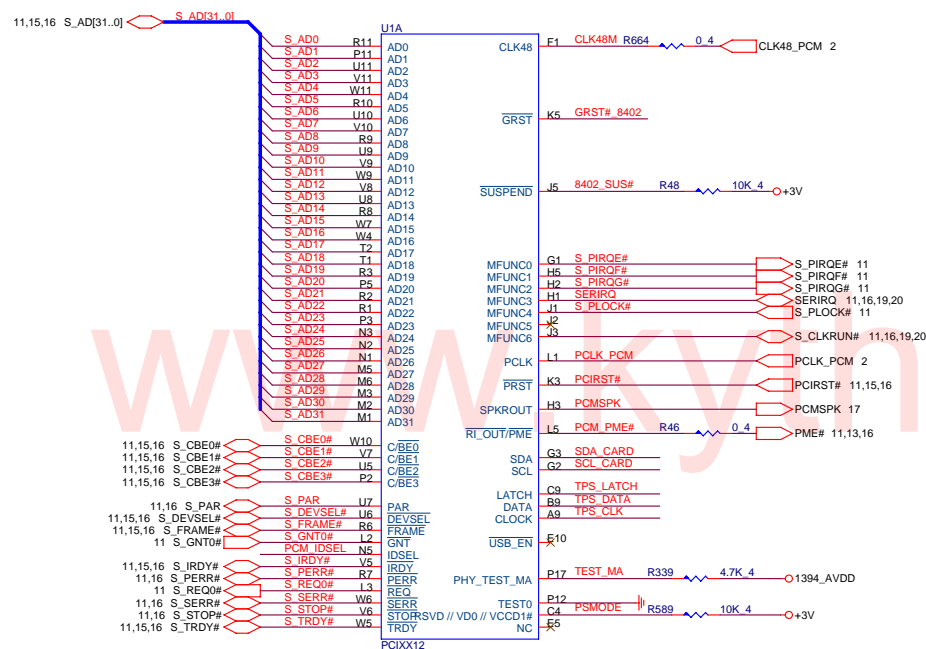 11,15,16 S_AD[31..0] S_AD[31..0]
U1A
S_AD0 R11 AD0 CLK48 F1 CLK48M R664 0_4 CLK48_PCM 2
S_AD1 P11 AD1
S_AD2 U11 AD2
S_AD3 V11 AD3
S_AD4 W11 AD4
S_AD5 R10 AD5
S_AD6 U10 AD6 GRST K5 GRST#_8402
S_AD7 V10 AD7
S_AD8 R9 AD8
S_AD9 U9 AD9
S_AD10 V9 AD10
S_AD11 W9 AD11
S_AD12 V8 AD12 SUSPEND J5 8402_SUS# R48 10K_4 +3V
S_AD13 U8 AD13
S_AD14 R8 AD14
S_AD15 W7 AD15
S_AD16 W4 AD16
S_AD17 T2 AD17
S_AD18 T1 AD18 MFUNC0 G1 S_PIRQE# S_PIRQE# 11
S_AD19 R3 AD19 MFUNC1 H5 S_PIRQF# S_PIRQF# 11
S_AD20 P5 AD20 MFUNC2 H2 S_PIRQG# S_PIRQG# 11
S_AD21 R2 AD21 MFUNC3 H1 SERIRQ SERIRQ 11,16,19,20
S_AD22 R1 AD22 MFUNC4 J1 S_PLOCK# S_PLOCK# 11
S_AD23 P3 AD23 MFUNC5 J2
S_AD24 N3 AD24 MFUNC6 J3 S_CLKRUN# 11,16,19,20
S_AD25 N2 AD25
S_AD26 N1 AD26 PCLK L1 PCLK_PCM PCLK_PCM 2
S_AD27 M5 AD27
S_AD28 M6 AD28 PRST K3 PCIRST# PCIRST# 11,15,16
S_AD29 M3 AD29
S_AD30 M2 AD30 SPKROUT H3 PCMSPK PCMSPK 17
S_AD31 M1 AD31
RI_OUT/PME L5 PCM_PME# R46 0_4 PME# 11,13,16
11,15,16 S_CBE0# S_CBE0# W10 C/BE0
11,15,16 S_CBE1# S_CBE1# V7 C/BE1 SDA G3 SDA_CARD
11,15,16 S_CBE2# S_CBE2# U5 C/BE2 SCL G2 SCL_CARD
11,15,16 S_CBE3# S_CBE3# P2 C/BE3
LATCH C9 TPS_LATCH
11,16 S_PAR S_PAR U7 PAR DATA B9 TPS_DATA
11,15,16 S_DEVSEL# S_DEVSEL# U6 DEVSEL CLOCK A9 TPS_CLK
11,15,16 S_FRAME# S_FRAME# R6 FRAME
11 S_GNT0# S_GNT0# L2 GNT USB_EN E10
PCM_IDSEL N5 IDSEL
11,15,16 S_IRDY# S_IRDY# V5 IRDY
11,16 S_PERR# S_PERR# R7 PERR PHY_TEST_MA P17 TEST_MA R339 4.7K_4 1394_AVDD
11 S_REQ0# S_REQ0# L3 REQ
11,16 S_SERR# S_SERR# W6 SERR TEST0 P12
11,16 S_STOP# S_STOP# V6 STOP RSVD // VD0 // VCCD1# C4 PSMODE R589 10K_4 +3V
11,15,16 S_TRDY# S_TRDY# W5 TRDY NC E5
PCIXX12
www.kyth